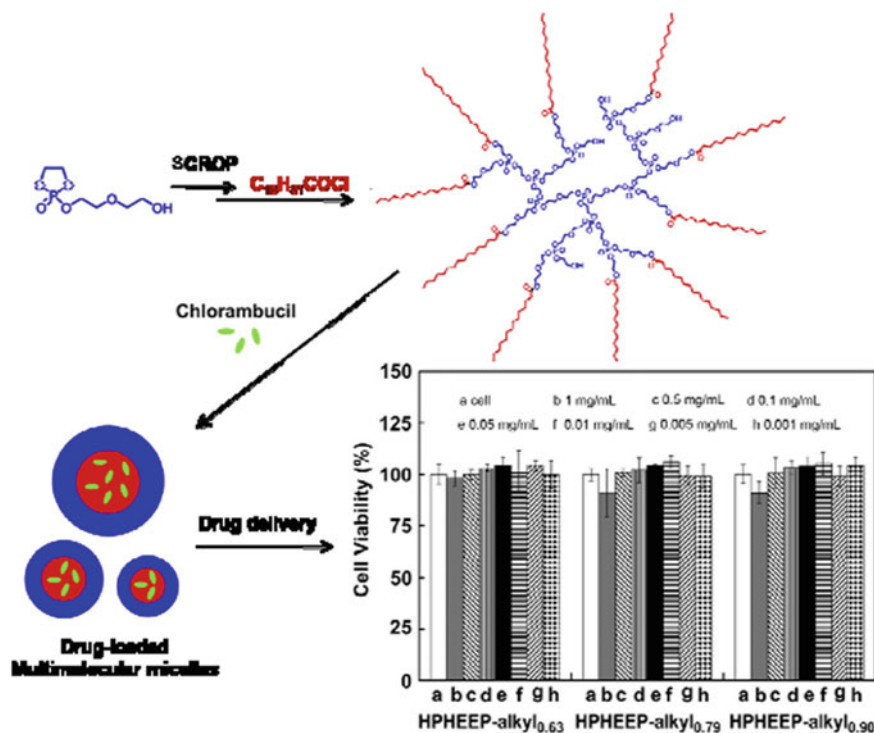 SCROP
OH
Chlorambucil
Drug delivery
Drug-loaded
Multimolecular micelles
150
125
100
75
50
25
0
Cell Viability (%)
a cell b 1 mg/mL c 0.5 mg/mL d 0.1 mg/mL
e 0.05 mg/mL f 0.01 mg/mL g 0.005 mg/mL h 0.001 mg/mL
a b c d e f g h a b c d e f g h a b c d e f g h
HPHEEP-alkyl0.63 HPHEEP-alkyl0.79 HPHEEP-alkyl0.90